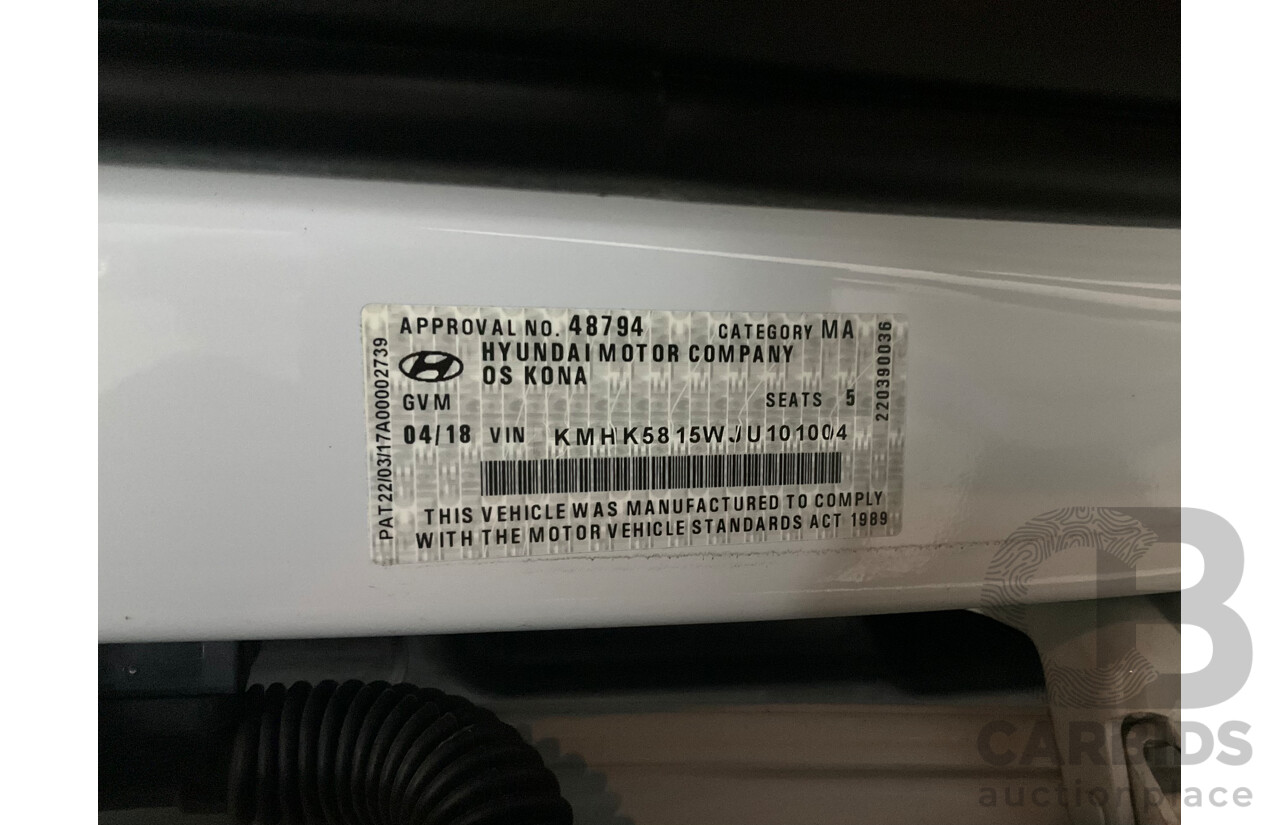 APPROVAL NO. 48794 CATEGORY MA
HYUNDAI MOTOR COMPANY
OS KONA
GVM SEATS 5
04/18 VIN KMHK5815WJU101004
THIS VEHICLE WAS MANUFACTURED TO COMPLY
WITH THE MOTOR VEHICLE STANDARDS ACT 1989
PAT22/03/17A00002739
220390036
CARBIDS
auctionplace